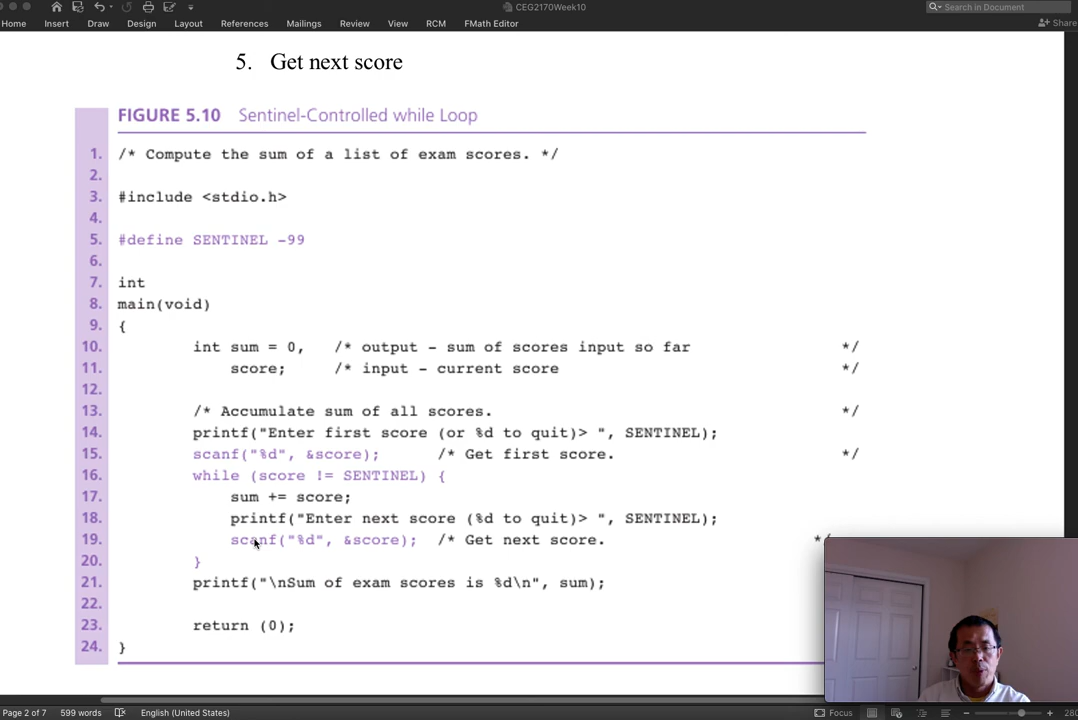 CEG2170Week10
Search in Document
Home Insert Draw Design Layout References Mailings Review View RCM FMath Editor Share
5. Get next score
FIGURE 5.10 Sentinel-Controlled while Loop
1. /* Compute the sum of a list of exam scores. */
2.
3. #include <stdio.h>
4.
5. #define SENTINEL -99
6.
7. int
8. main(void)
9. {
10. int sum = 0, /* output - sum of scores input so far */
11. score; /* input - current score */
12.
13. /* Accumulate sum of all scores. */
14. printf("Enter first score (or %d to quit)> ", SENTINEL);
15. scanf("%d", &score); /* Get first score. */
16. while (score != SENTINEL) {
17. sum += score;
18. printf("Enter next score (%d to quit)> ", SENTINEL);
19. scanf("%d", &score); /* Get next score. */
20. }
21. printf("\nSum of exam scores is %d\n", sum);
22.
23. return (0);
24. }
Page 2 of 7 599 words English (United States) Focus 280